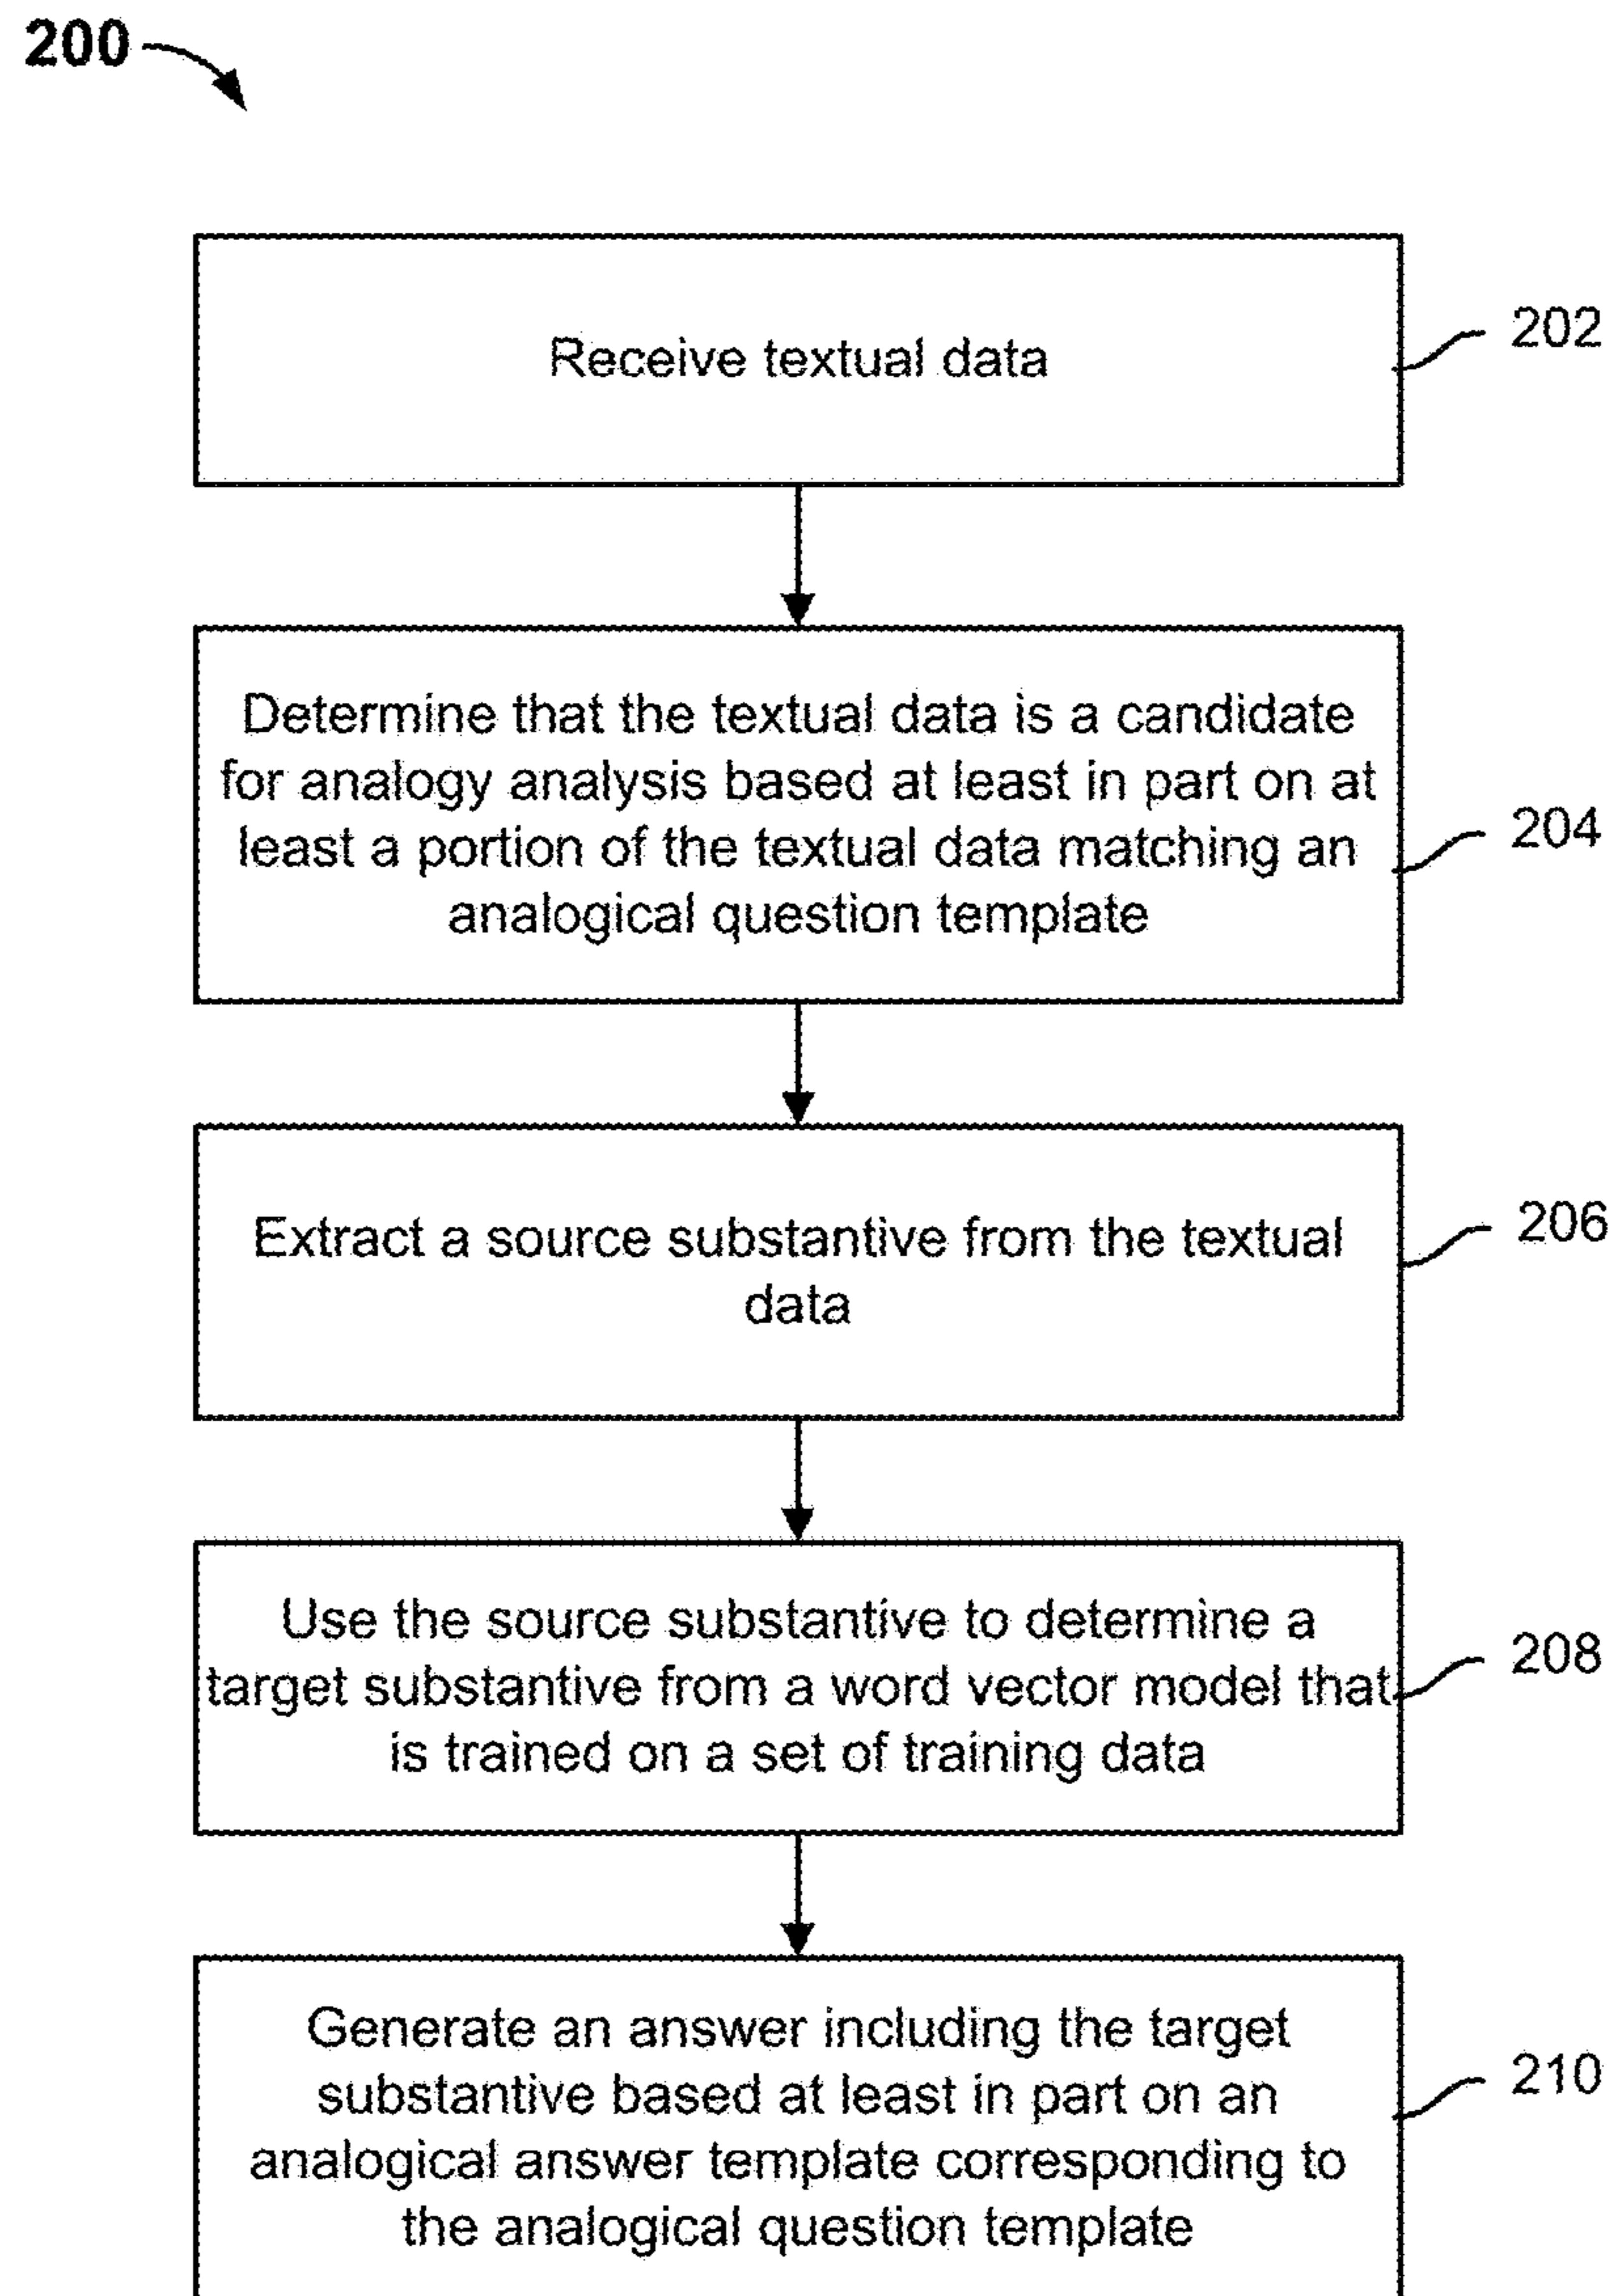 200
Receive textual data
202
Determine that the textual data is a candidate
for analogy analysis based at least in part on at
least a portion of the textual data matching an
analogical question template
204
Extract a source substantive from the textual
data
206
Use the source substantive to determine a
target substantive from a word vector model that
is trained on a set of training data
208
Generate an answer including the target
substantive based at least in part on an
analogical answer template corresponding to
the analogical question template
210